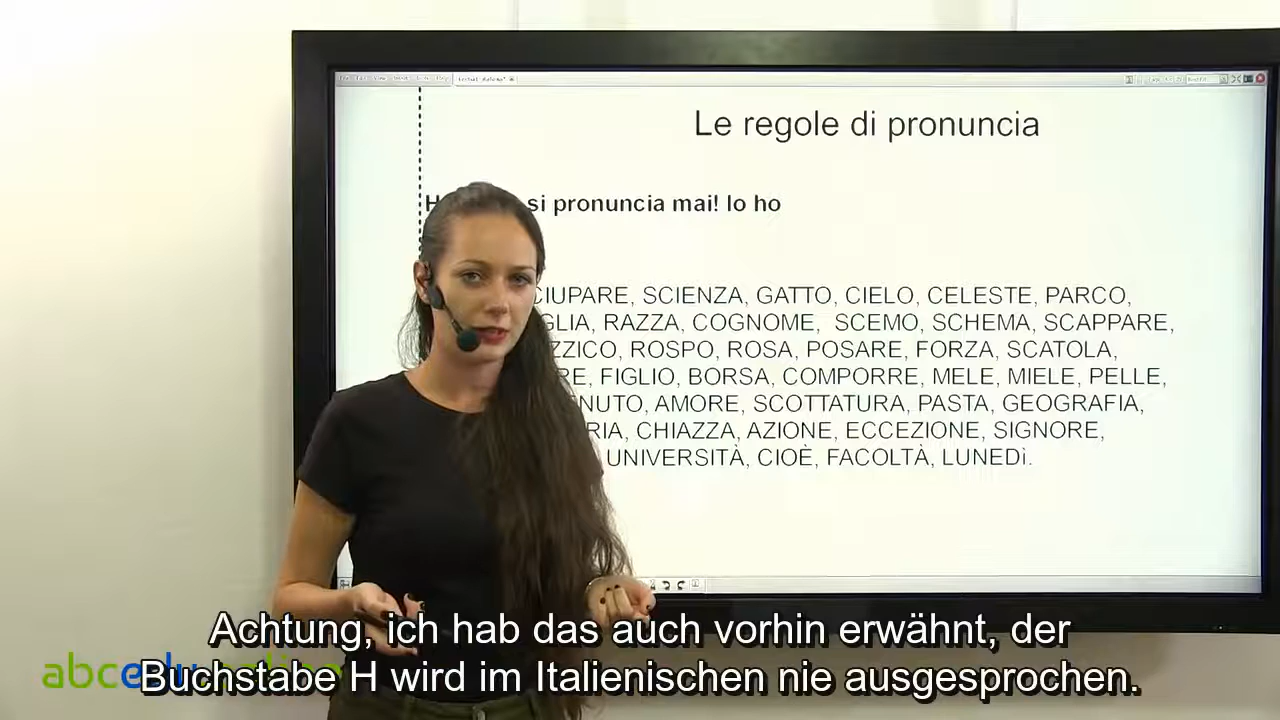 Le regole di pronuncia
si pronuncia mai! Io ho
CIUPARE, SCIENZA, GATTO, CIELO, CELESTE, PARCO,
GLIA, RAZZA, COGNOME, SCEMO, SCHEMA, SCAPPARE,
ZZICO, ROSPO, ROSA, POSARE, FORZA, SCATOLA,
RE, FIGLIO, BORSA, COMPORRE, MELE, MIELE, PELLE,
NUTO, AMORE, SCOTTATURA, PASTA, GEOGRAFIA,
RIA, CHIAZZA, AZIONE, ECCEZIONE, SIGNORE,
UNIVERSITÀ, CIOÈ, FACOLTÀ, LUNEDì.
Achtung, ich hab das auch vorhin erwähnt, der
Buchstabe H wird im Italienischen nie ausgesprochen.